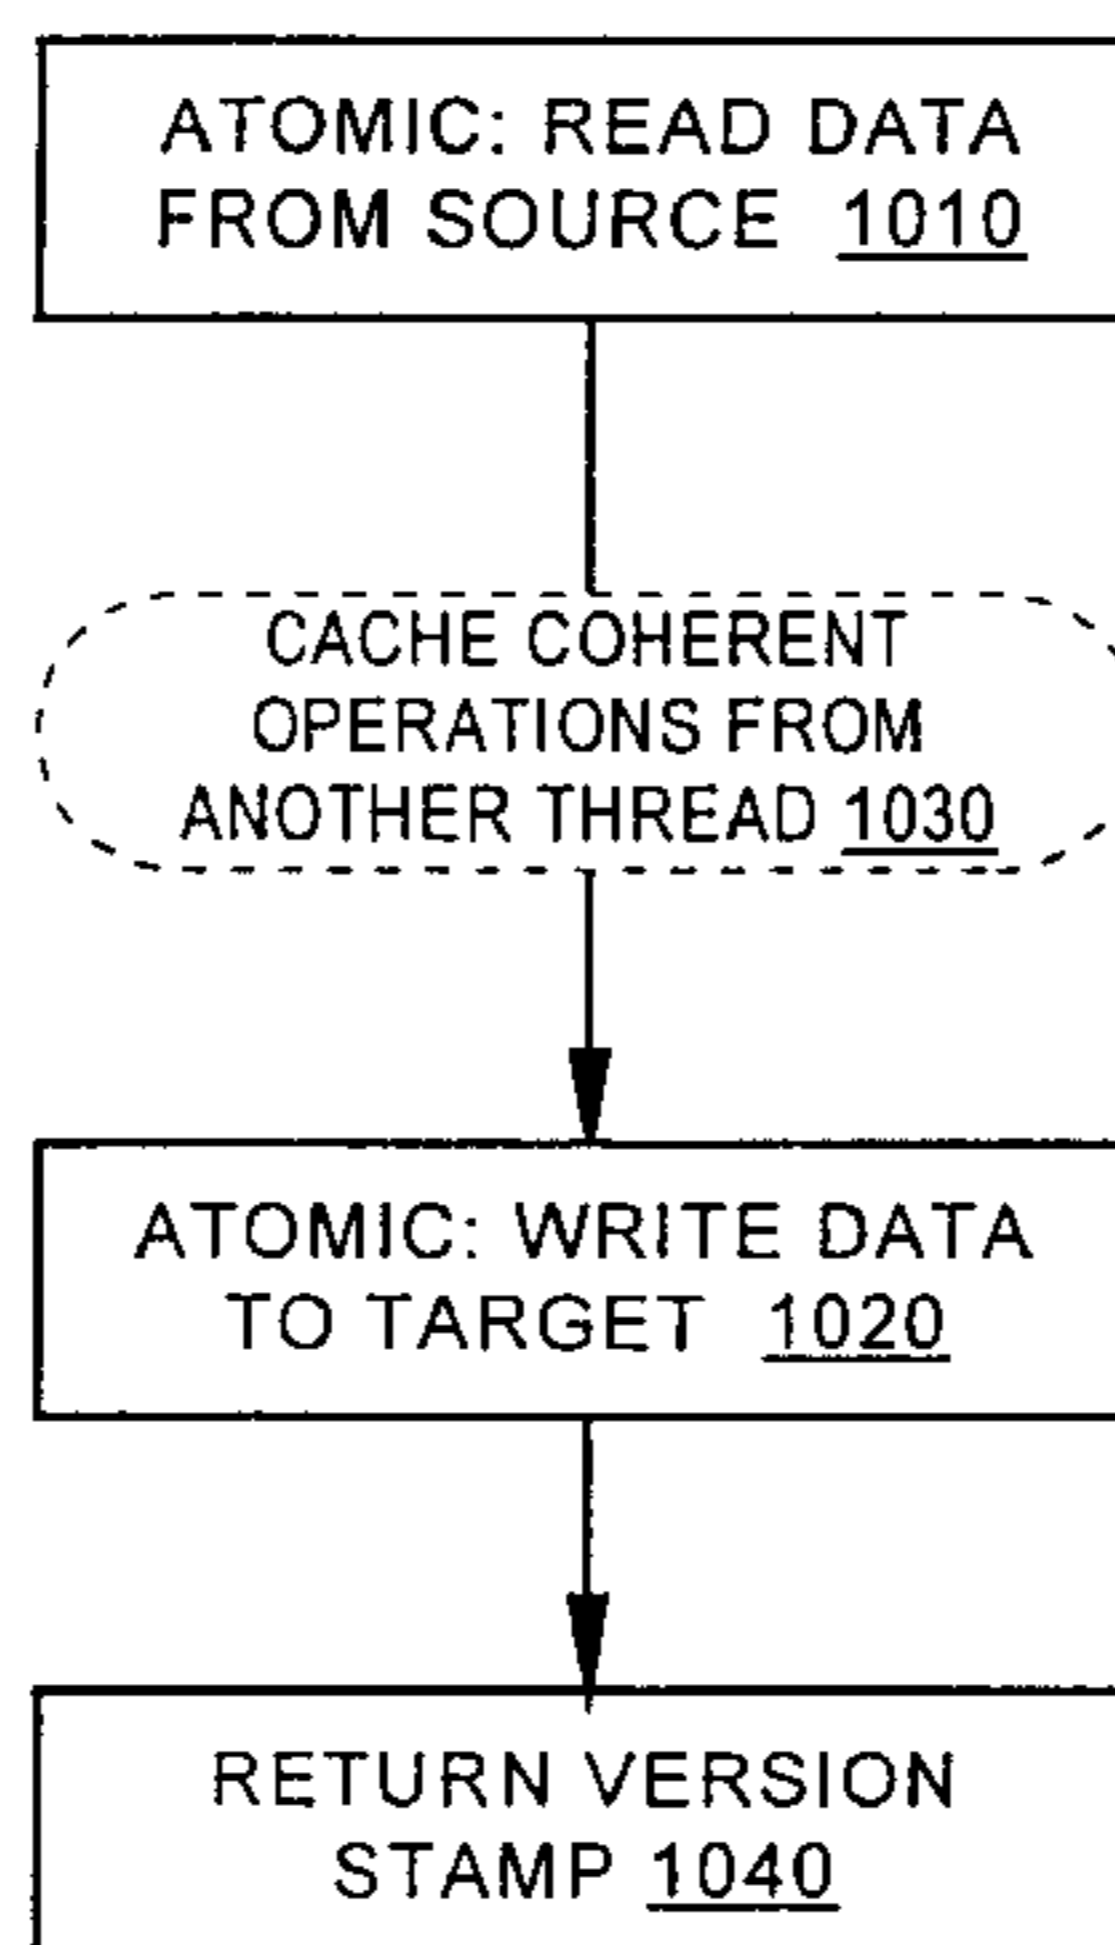 ATOMIC: READ DATA
FROM SOURCE 1010
CACHE COHERENT
OPERATIONS FROM
ANOTHER THREAD 1030
ATOMIC: WRITE DATA
TO TARGET 1020
RETURN VERSION
STAMP 1040